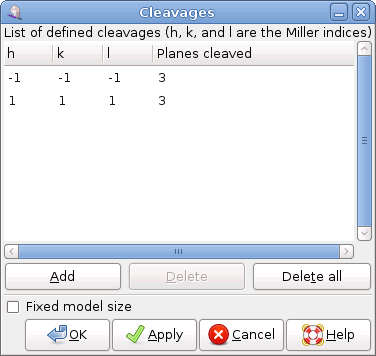 Cleavages
List of defined cleavages (h, k, and l are the Miller indices)
h k l Planes cleaved
-1 -1 -1 3
1 1 1 3
Add Delete Delete all
Fixed model size
OK Apply Cancel Help